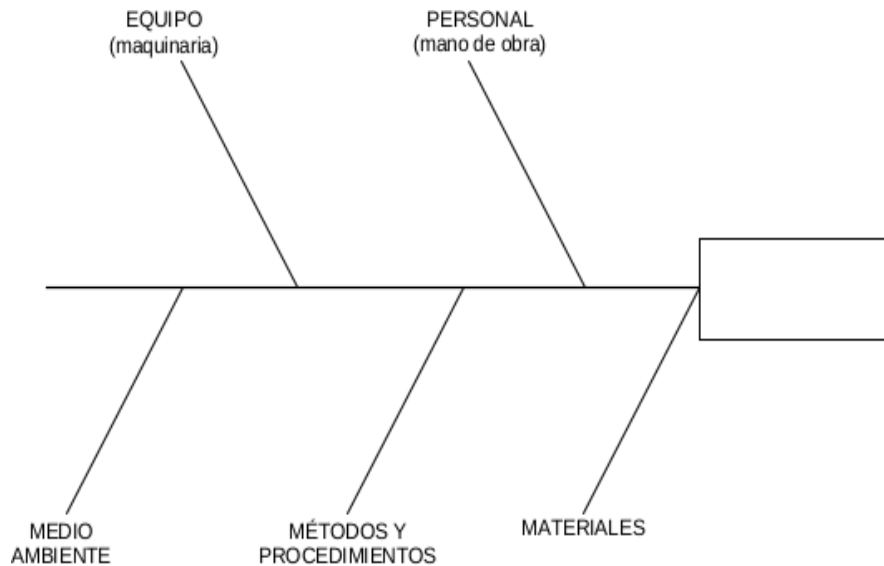 EQUIPO
(maquinaria)
PERSONAL
(mano de obra)
MEDIO
AMBIENTE
MÉTODOS Y
PROCEDIMIENTOS
MATERIALES